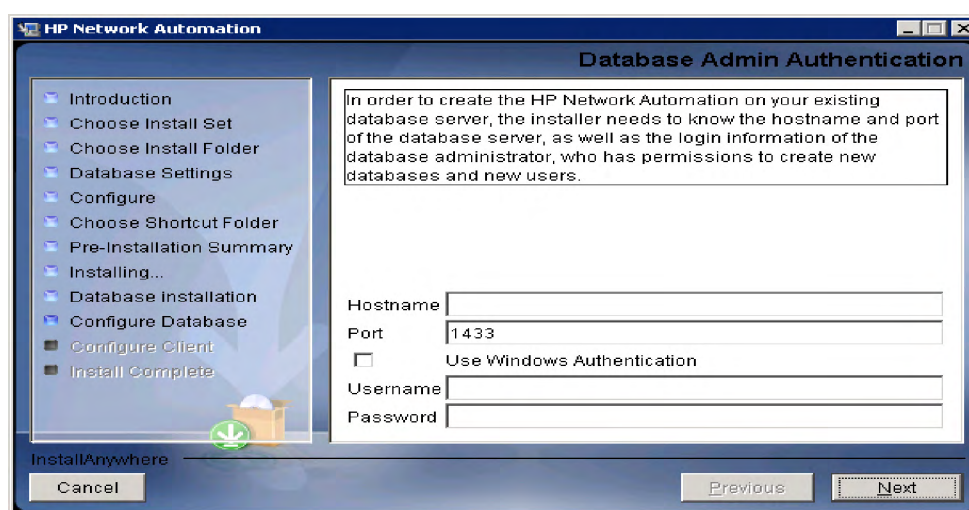 HP Network Automation
Database Admin Authentication
Introduction
Choose Install Set
Choose Install Folder
Database Settings
Configure
Choose Shortcut Folder
Pre-Installation Summary
Installing...
Database installation
Configure Database
Configure Client
Install Complete
In order to create the HP Network Automation on your existing
database server, the installer needs to know the hostname and port
of the database server, as well as the login information of the
database administrator, who has permissions to create new
databases and new users.
Hostname
Port 1433
Use Windows Authentication
Username
Password
InstallAnywhere
Cancel
Previous
Next